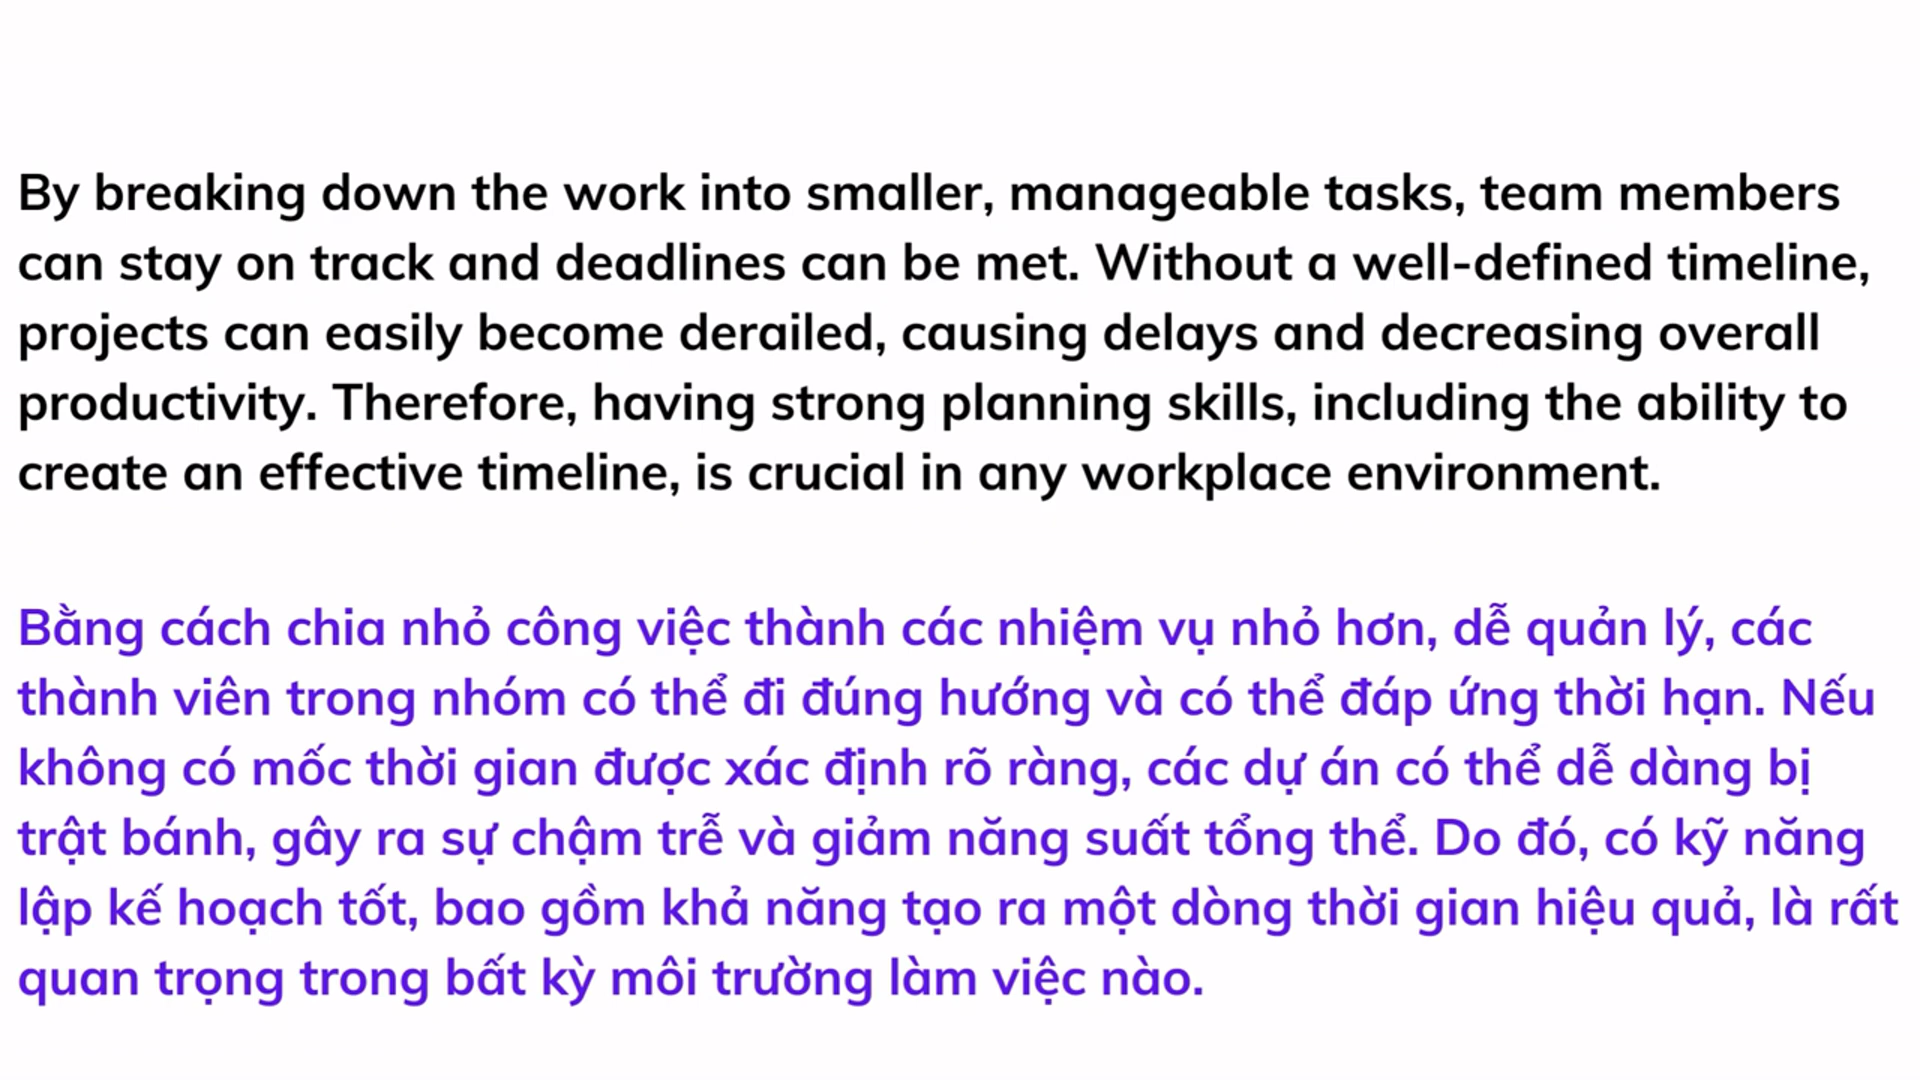 By breaking down the work into smaller, manageable tasks, team members
can stay on track and deadlines can be met. Without a well-defined timeline,
projects can easily become derailed, causing delays and decreasing overall
productivity. Therefore, having strong planning skills, including the ability to
create an effective timeline, is crucial in any workplace environment.
Bằng cách chia nhỏ công việc thành các nhiệm vụ nhỏ hơn, dễ quản lý, các
thành viên trong nhóm có thể đi đúng hướng và có thể đáp ứng thời hạn. Nếu
không có mốc thời gian được xác định rõ ràng, các dự án có thể dễ dàng bị
trật bánh, gây ra sự chậm trễ và giảm năng suất tổng thể. Do đó, có kỹ năng
lập kế hoạch tốt, bao gồm khả năng tạo ra một dòng thời gian hiệu quả, là rất
quan trọng trong bất kỳ môi trường làm việc nào.